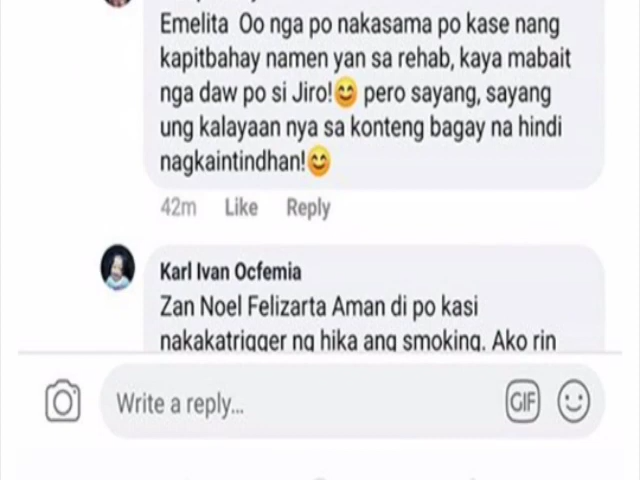 Emelita Oo nga po nakasama po kase nang
kapitbahay namen yan sa rehab, kaya mabait
nga daw po si Jiro!😊 pero sayang, sayang
ung kalayaan nya sa konteng bagay na hindi
nagkaintindhan!😊
42m Like Reply
Karl Ivan Ocfemia
Zan Noel Felizarta Aman di po kasi
nakakatrigger ng hika ang smoking. Ako rin
Write a reply...
GIF